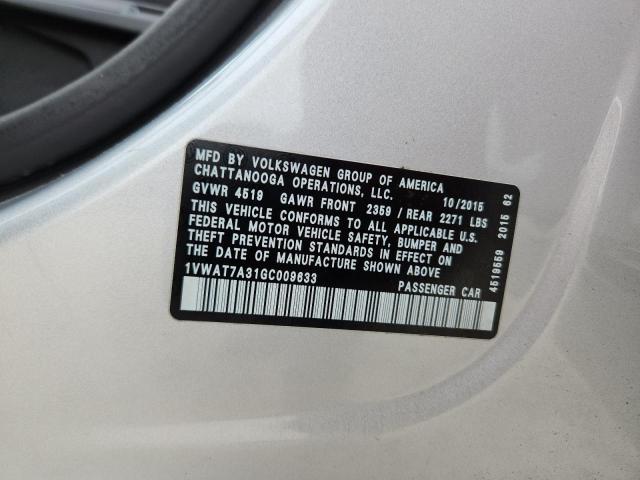 MFD BY VOLKSWAGEN GROUP OF AMERICA
CHATTANOOGA OPERATIONS, LLC. 10/2015
GVWR 4519 GAWR FRONT 2359 / REAR 2271 LBS
THIS VEHICLE CONFORMS TO ALL APPLICABLE U.S.
FEDERAL MOTOR VEHICLE SAFETY, BUMPER AND
THEFT PREVENTION STANDARDS IN EFFECT ON
THE DATE OF MANUFACTURE SHOWN ABOVE
1VWAT7A31GC009633 PASSENGER CAR
4519559 2015 62